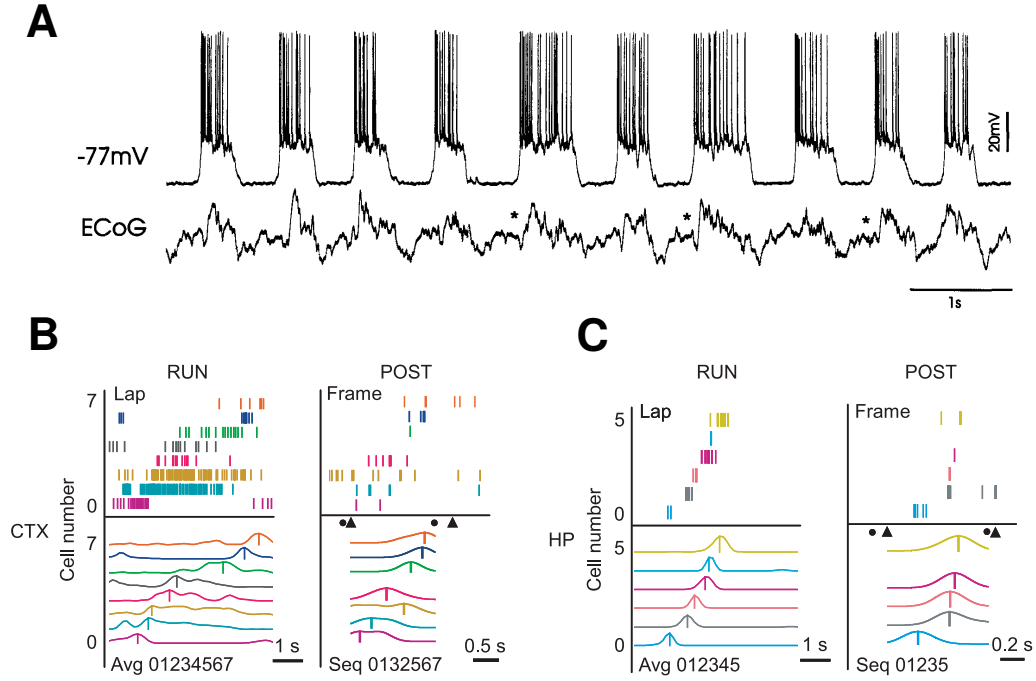 A
20mV
-77mV
ECoG
* * *
1s
B
RUN POST
Lap Frame
7
0
CTX
Cell number
7
0
1 s 0.5 s
Avg 01234567 Seq 0132567
C
RUN POST
Lap Frame
5
0
HP
Cell number
5
0
1 s 0.2 s
Avg 012345 Seq 01235